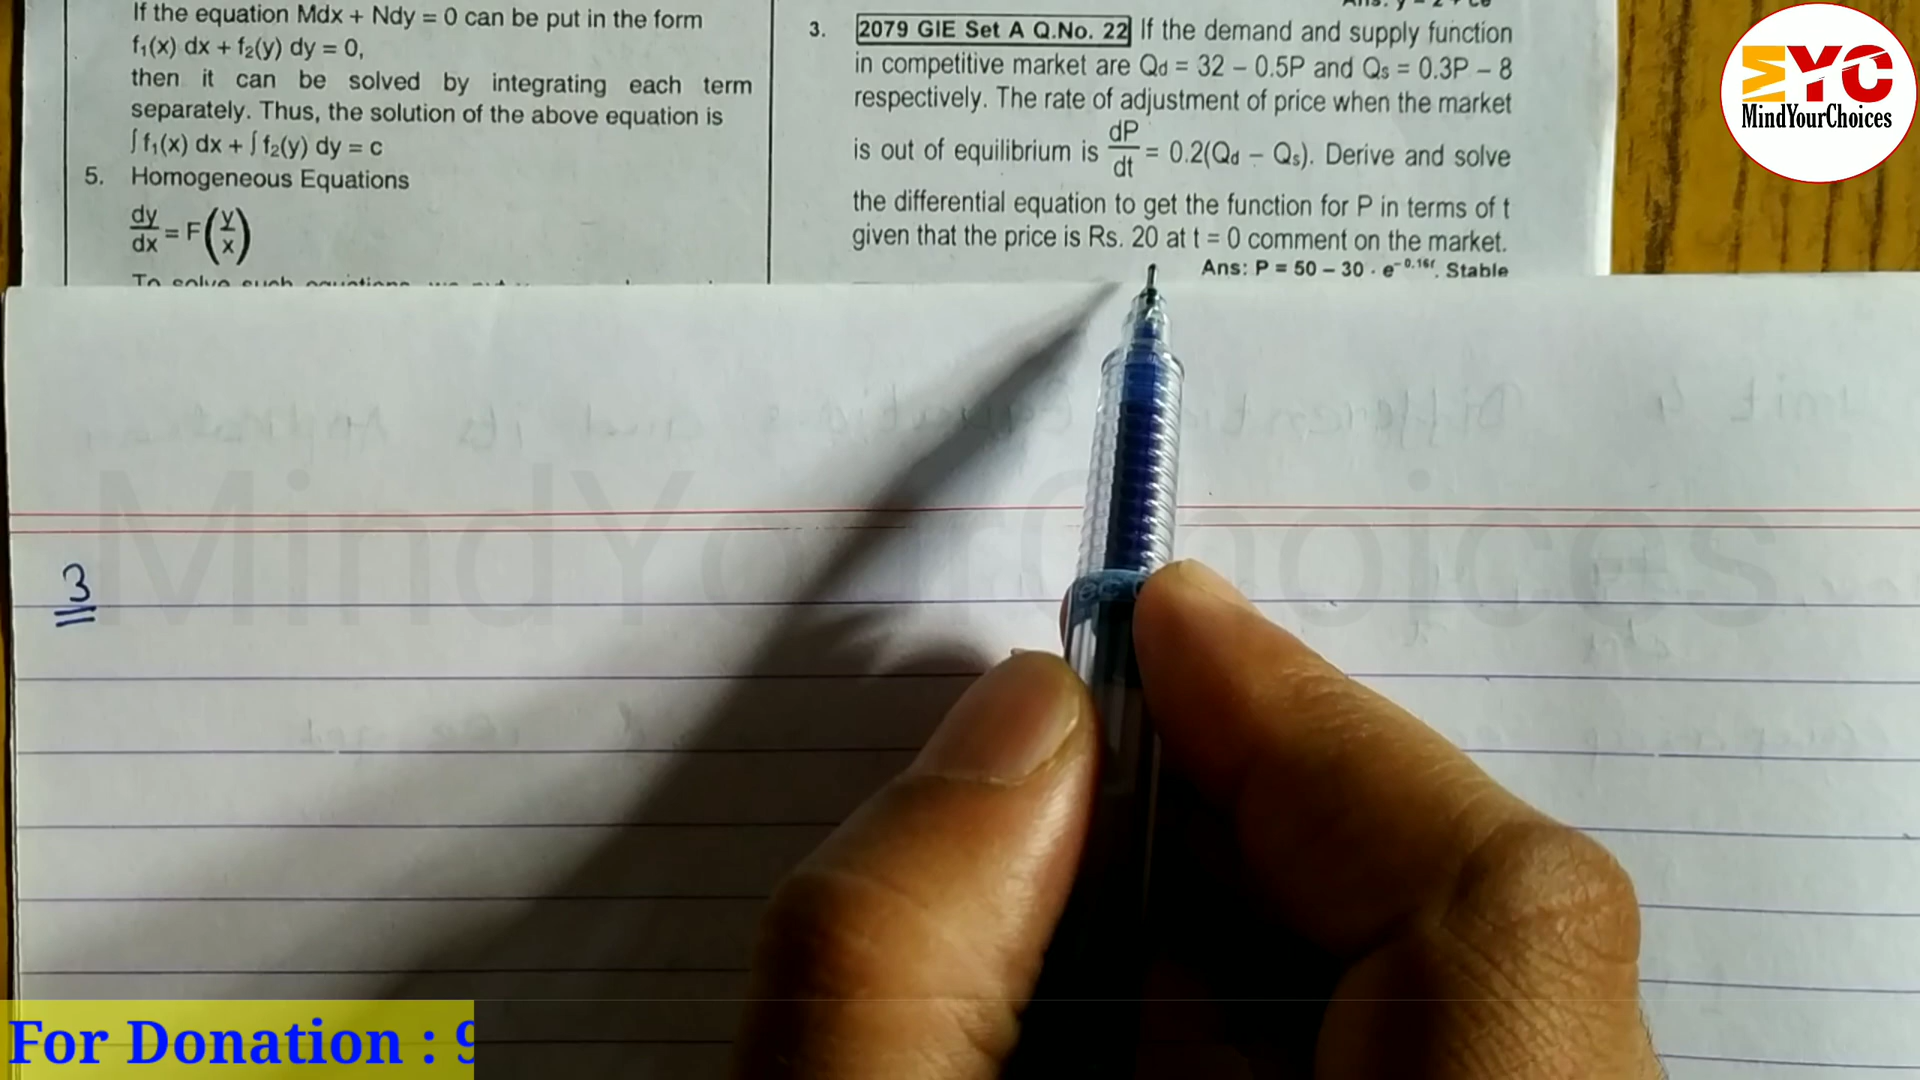 If the equation Mdx + Ndy = 0 can be put in the form
f₁(x) dx + f₂(y) dy = 0,
then it can be solved by integrating each term
separately. Thus, the solution of the above equation is
∫ f₁(x) dx + ∫ f₂(y) dy = c
5. Homogeneous Equations
dy/dx = F(y/x)
3. 2079 GIE Set A Q.No. 22 If the demand and supply function
in competitive market are Qd = 32 – 0.5P and Qs = 0.3P – 8
respectively. The rate of adjustment of price when the market
is out of equilibrium is dP/dt = 0.2(Qd – Qs). Derive and solve
the differential equation to get the function for P in terms of t
given that the price is Rs. 20 at t = 0 comment on the market.
Ans: P = 50 – 30 · e^–0.16t. Stable
MYC
MindYourChoices
MindYourChoices
3
For Donation : 9